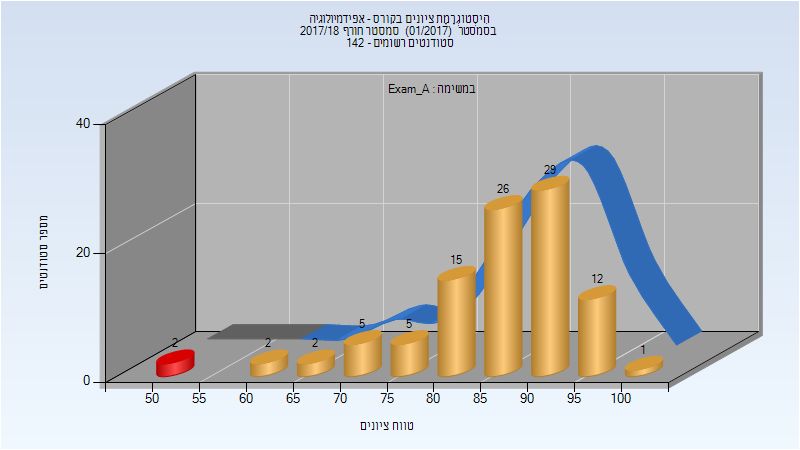 היסטוגרמת ציונים בקורס - אפידמיולוגיה
בסמסטר (01/2017) סמסטר חורף 2017/18
סטודנטים רשומים - 142
במשימה : Exam_A
מספר סטודנטים
40
20
0
2
2
2
5
5
15
26
29
12
1
50 55 60 65 70 75 80 85 90 95 100
טווח ציונים